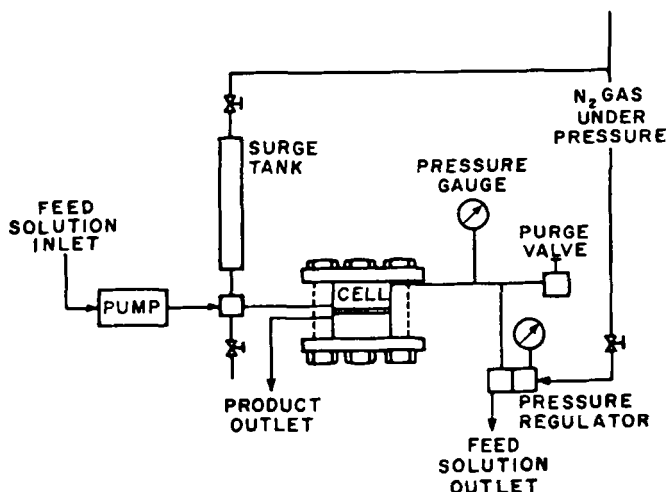 N₂ GAS
UNDER
PRESSURE
SURGE
TANK
PRESSURE
GAUGE
FEED
SOLUTION
INLET
PURGE
VALVE
PUMP
CELL
PRODUCT
OUTLET
PRESSURE
REGULATOR
FEED
SOLUTION
OUTLET